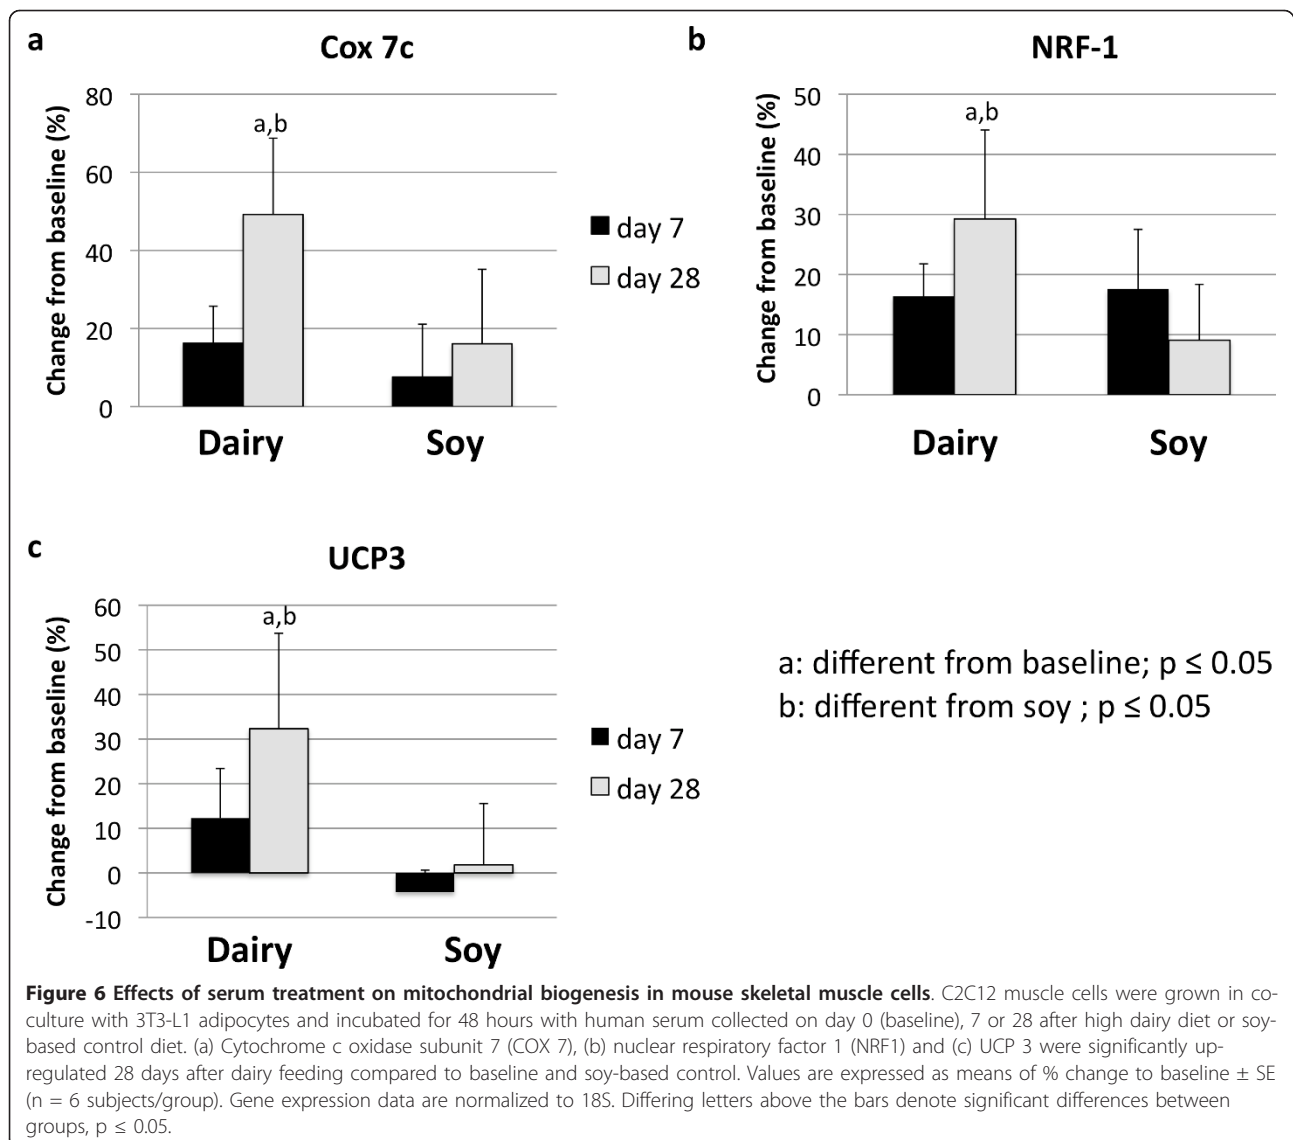 a
Cox 7c
Change from baseline (%)
80
60
40
20
0
a,b
Dairy
Soy
day 7
day 28
b
NRF-1
Change from baseline (%)
50
40
30
20
10
0
a,b
Dairy
Soy
c
UCP3
Change from baseline (%)
60
50
40
30
20
10
0
-10
a,b
Dairy
Soy
day 7
day 28
a: different from baseline; p ≤ 0.05
b: different from soy ; p ≤ 0.05
Figure 6 Effects of serum treatment on mitochondrial biogenesis in mouse skeletal muscle cells. C2C12 muscle cells were grown in co-
culture with 3T3-L1 adipocytes and incubated for 48 hours with human serum collected on day 0 (baseline), 7 or 28 after high dairy diet or soy-
based control diet. (a) Cytochrome c oxidase subunit 7 (COX 7), (b) nuclear respiratory factor 1 (NRF1) and (c) UCP 3 were significantly up-
regulated 28 days after dairy feeding compared to baseline and soy-based control. Values are expressed as means of % change to baseline ± SE
(n = 6 subjects/group). Gene expression data are normalized to 18S. Differing letters above the bars denote significant differences between
groups, p ≤ 0.05.